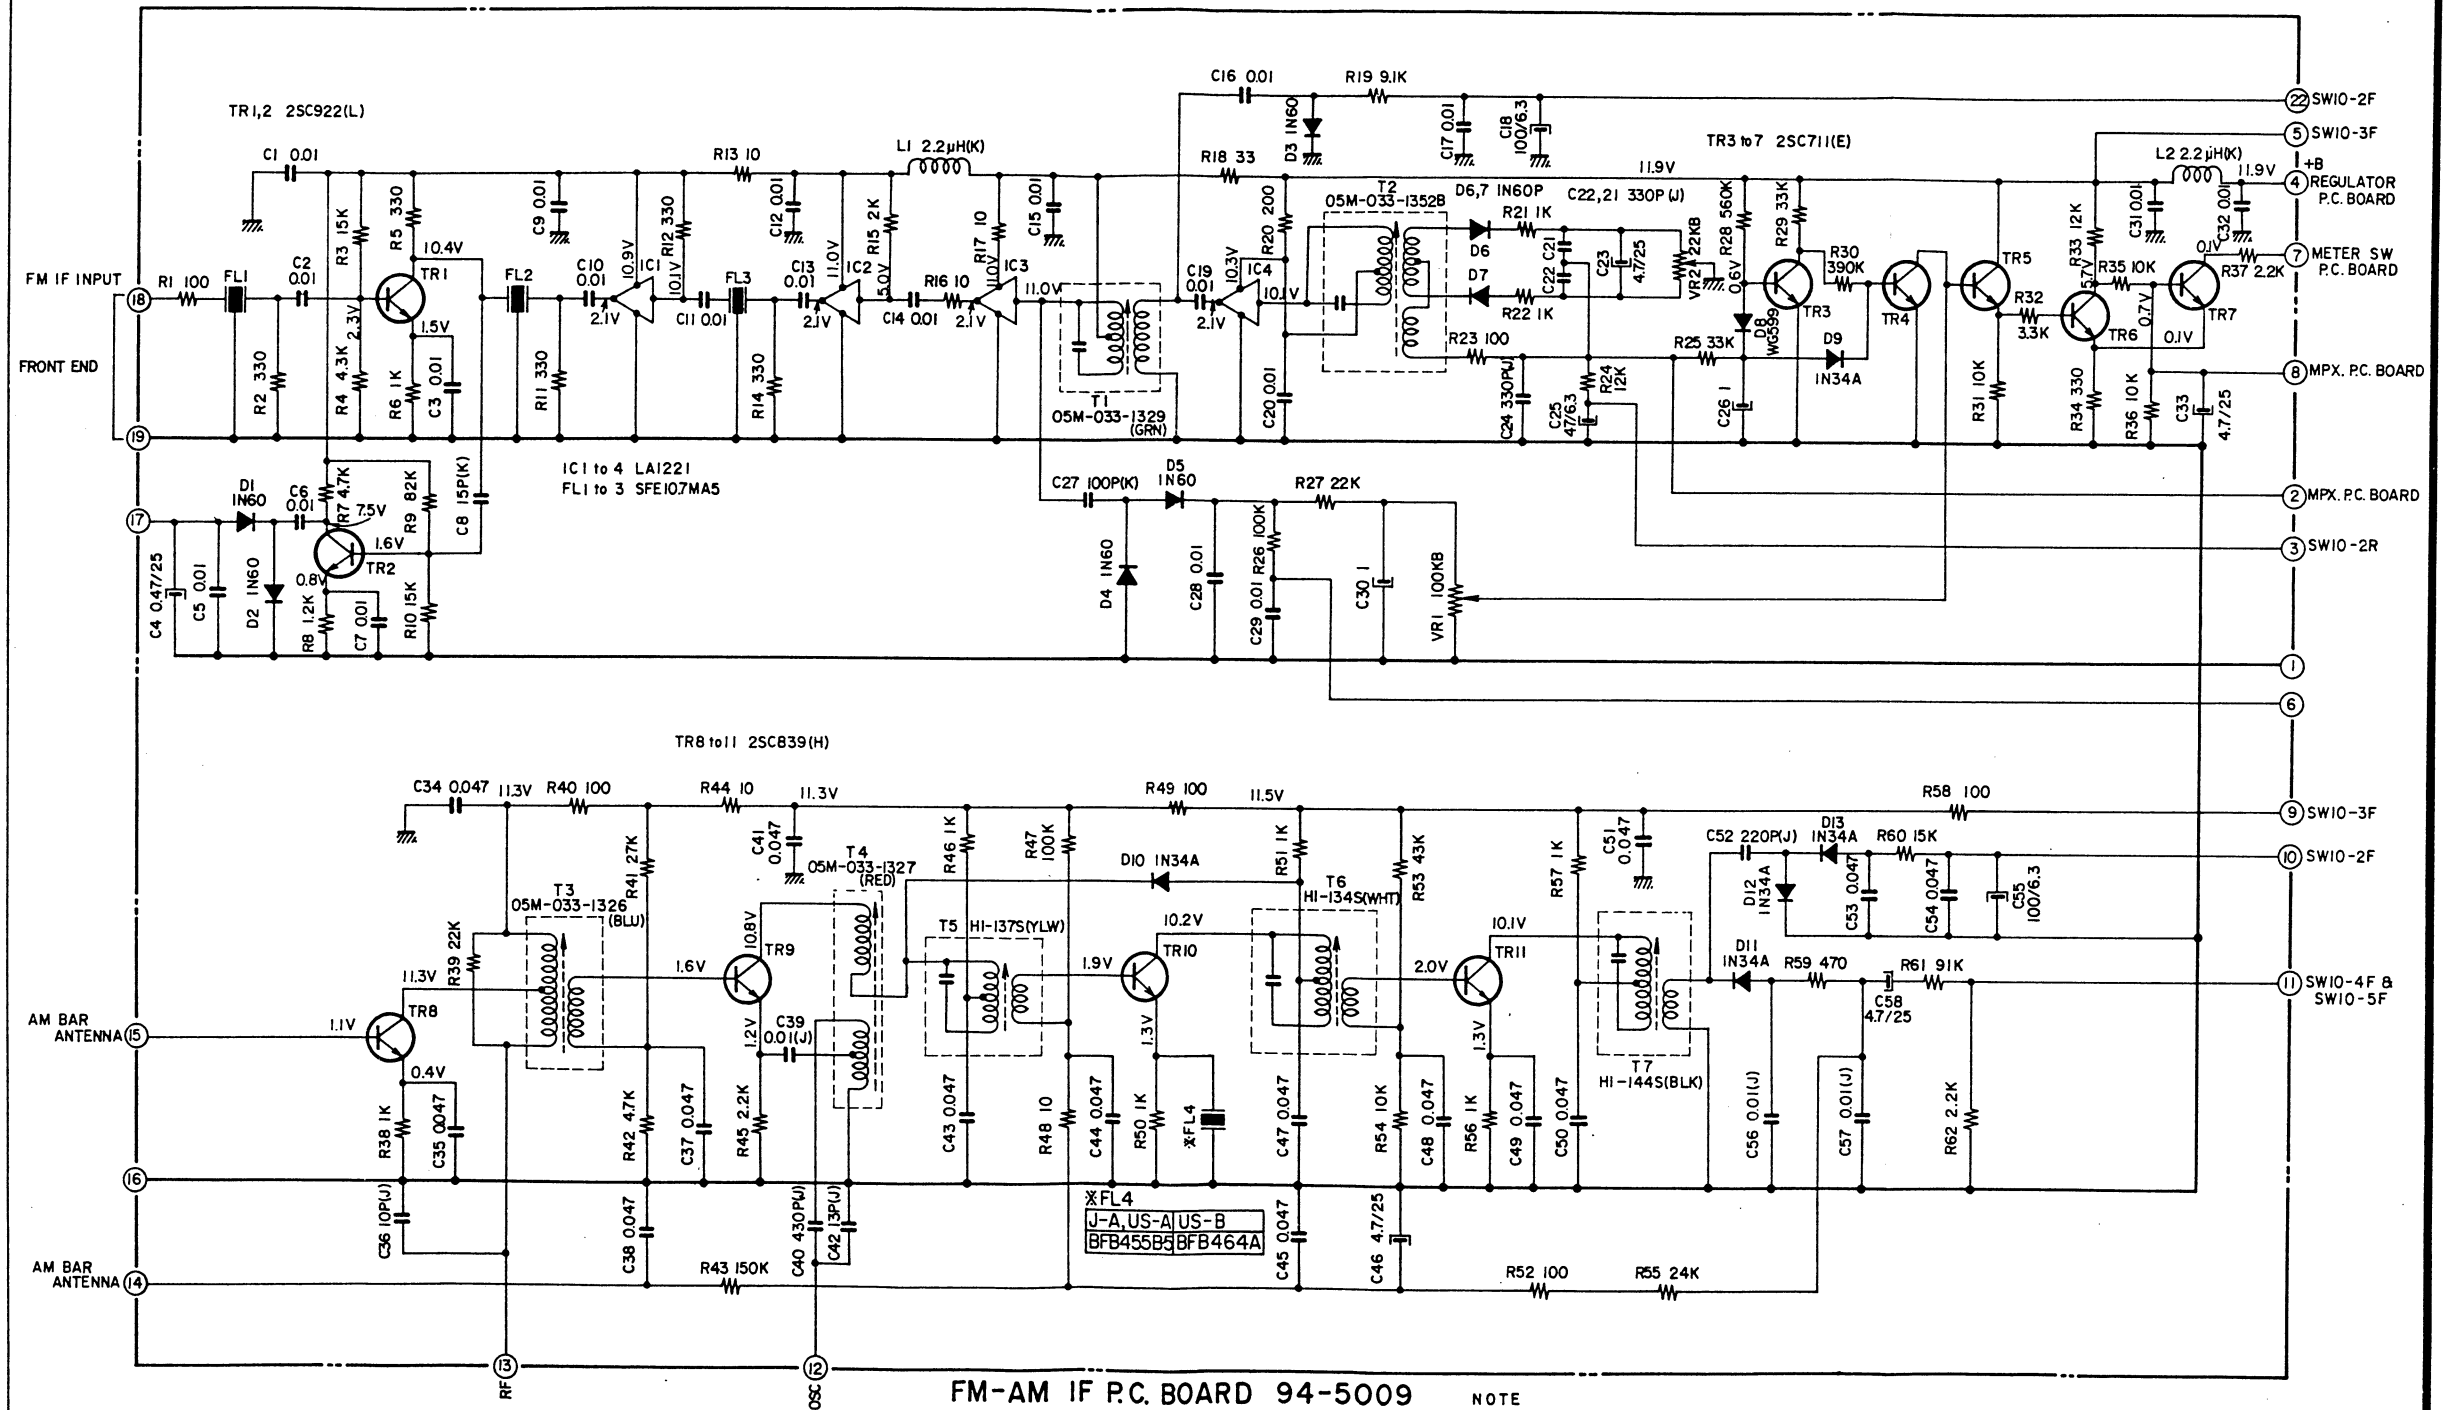 C16 0.01
R19 9.1K
22 SW10-2F
TR1,2 2SC922(L)
D3 1N60
C17 0.01
C18 100/6.3
5 SW10-3F
TR3 to 7 2SC711(E)
C1 0.01
R13 10
L1 2.2µH(K)
R18 33
11.9V
L2 2.2µH(K)
11.9V
+B
4 REGULATOR P.C. BOARD
R3 15K
R5 330
C9 0.01
R12 330
C12 0.01
R15 2K
R17 10
C15 0.01
R20 200
T2
05M-033-1352B
D6,7 1N60P
C22,21 330P(J)
R21 1K
D6
C21
C22
C23 4.7/25
VR2 22KB
R28 560K
R29 33K
R33 12K
C31 0.01
C32 0.01
10.4V
10.9V
10.1V
11.0V
5.0V
11.0V
10.3V
0.6V
5.7V
0.1V
7 METER SW P.C. BOARD
R37 2.2K
FM IF INPUT
18
R1 100
FL1
C2 0.01
TR1
2.3V
1.5V
FL2
C10 0.01
2.1V
IC1
C11 0.01
FL3
C13 0.01
2.1V
IC2
C14 0.01
R16 10
2.1V
IC3
11.0V
C19 0.01
2.1V
IC4
10.1V
D7
R22 1K
R23 100
D8 WG599
TR3
R30 390K
TR4
TR5
R32 3.3K
R35 10K
0.7V
TR6
TR7
0.1V
FRONT END
R2 330
R4 4.3K
R6 1K
C3 0.01
R11 330
R14 330
T1
05M-033-1329
(GRN)
C20 0.01
C24 330P(J)
C25 47/6.3
R24 12K
R25 33K
C26 1
D9
1N34A
R31 10K
R34 330
R36 10K
C33 4.7/25
8 MPX. P.C. BOARD
19
IC1 to 4 LA1221
FL1 to 3 SFE10.7MA5
D1 1N60
C6 0.01
R7 4.7K
7.5V
R9 82K
C8 15P(K)
C27 100P(K)
D5 1N60
R27 22K
2 MPX. P.C. BOARD
17
1.6V
TR2
0.8V
C4 0.47/25
C5 0.01
D2 1N60
R8 1.2K
C7 0.01
R10 15K
D4 1N60
C28 0.01
R26 100K
C29 0.01
C30 1
VR1 100KB
3 SW10-2R
1
6
TR8 to 11 2SC839(H)
C34 0.047
11.3V
R40 100
R44 10
11.3V
R49 100
11.5V
R58 100
9 SW10-3F
R41 27K
C41 0.047
T4
05M-033-1327
(RED)
R46 1K
R47 100K
D10 1N34A
R51 1K
R53 43K
R57 1K
C51 0.047
C52 220P(J)
D13 1N34A
R60 15K
10 SW10-2F
T3
05M-033-1326
(BLU)
R39 22K
10.8V
T5 HI-137S(YLW)
T6
HI-134S(WHT)
10.2V
10.1V
D12 1N34A
C53 0.047
C54 0.047
C55 100/6.3
11.3V
1.6V
TR9
1.9V
TR10
2.0V
TR11
D11
1N34A
R59 470
R61 91K
C58
4.7/25
11 SW10-4F &
SW10-5F
AM BAR
ANTENNA 15
1.1V
TR8
0.4V
1.2V
C39
0.01(J)
1.3V
1.3V
T7
HI-144S(BLK)
R38 1K
C35 0.047
R42 4.7K
C37 0.047
R45 2.2K
C43 0.047
R48 10
C44 0.047
R50 1K
※FL4
C47 0.047
R54 10K
C48 0.047
R56 1K
C49 0.047
C50 0.047
C56 0.01(J)
C57 0.01(J)
R62 2.2K
16
C36 10P(J)
C38 0.047
C40 430P(J)
C42 13P(J)
※FL4
J-A,US-A US-B
BFB455B5 BFB464A
C45 0.047
C46 4.7/25
AM BAR
ANTENNA 14
R43 150K
R52 100
R55 24K
13
RF
12
OSC
FM-AM IF P.C. BOARD 94-5009
NOTE